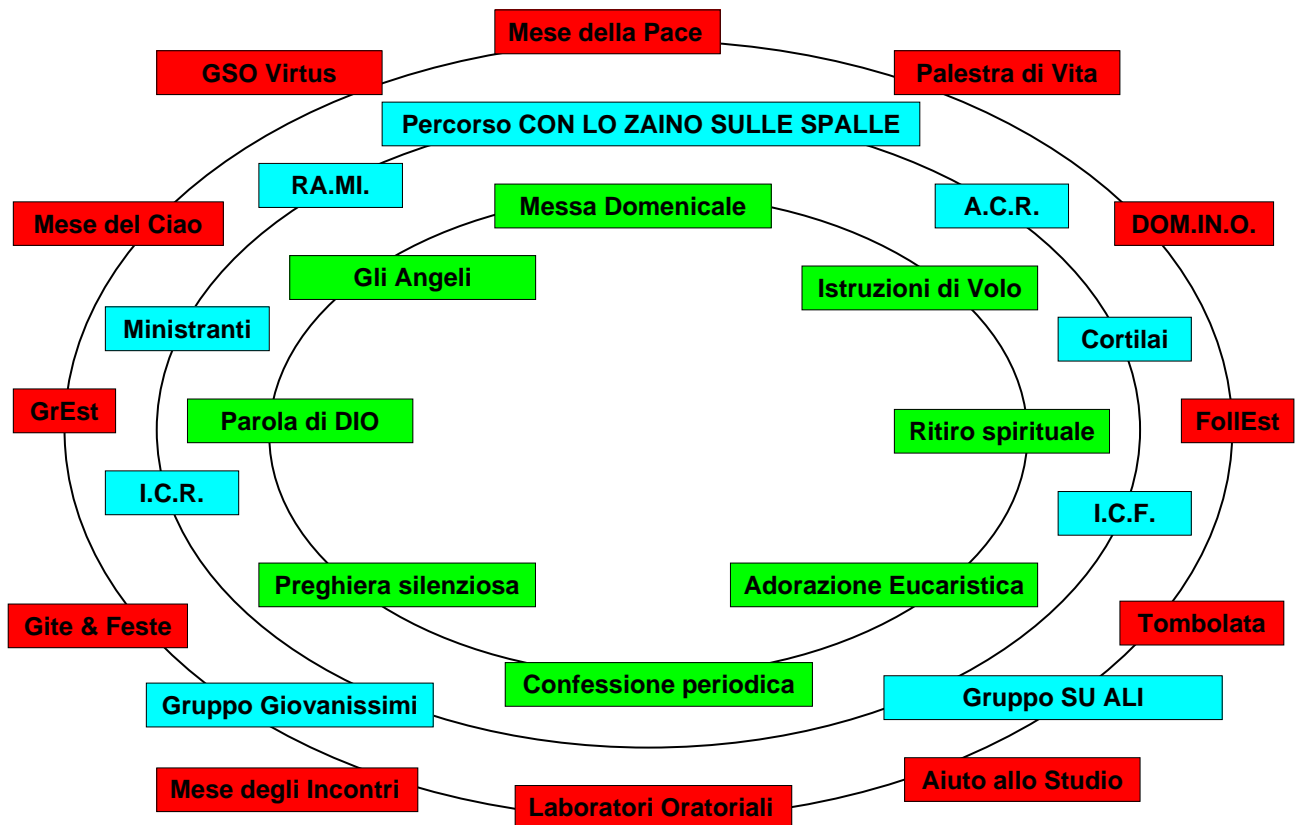 Mese della Pace
GSO Virtus
Palestra di Vita
Percorso CON LO ZAINO SULLE SPALLE
RA.MI.
A.C.R.
Messa Domenicale
Mese del Ciao
DOM.IN.O.
Gli Angeli
Istruzioni di Volo
Ministranti
Cortilai
GrEst
Parola di DIO
Ritiro spirituale
FollEst
I.C.R.
I.C.F.
Preghiera silenziosa
Adorazione Eucaristica
Gite & Feste
Tombolata
Confessione periodica
Gruppo Giovanissimi
Gruppo SU ALI
Mese degli Incontri
Aiuto allo Studio
Laboratori Oratoriali